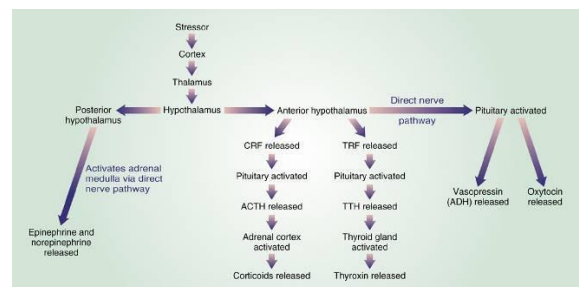 Stressor
Cortex
Thalamus
Posterior
hypothalamus
Hypothalamus
Anterior hypothalamus
Direct nerve
pathway
Pituitary activated
Activates adrenal
medulla via direct
nerve pathway
Epinephrine and
norepinephrine
released
CRF released
Pituitary activated
ACTH released
Adrenal cortex
activated
Corticoids released
TRF released
Pituitary activated
TTH released
Thyroid gland
activated
Thyroxin released
Vasopressin
(ADH) released
Oxytocin
released